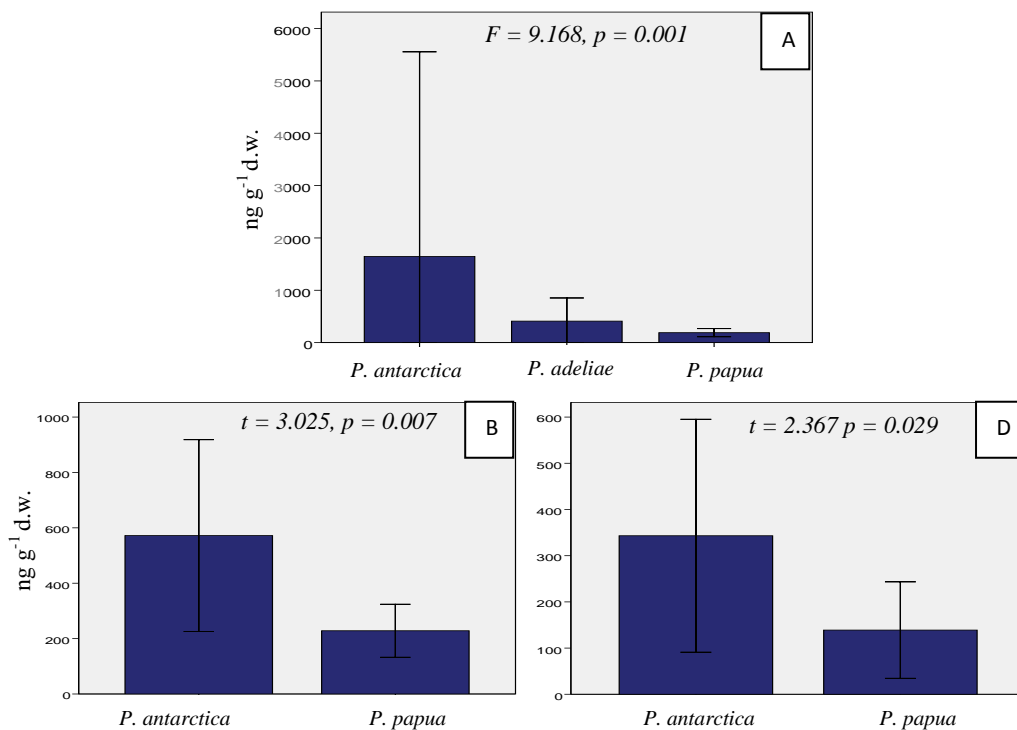 F = 9.168, p = 0.001
A
ng g-1 d.w.
6000
5000
4000
3000
2000
1000
0
P. antarctica P. adeliae P. papua
t = 3.025, p = 0.007
B
ng g-1 d.w.
1000
800
600
400
200
0
P. antarctica P. papua
t = 2.367 p = 0.029
D
600
500
400
300
200
100
0
P. antarctica P. papua